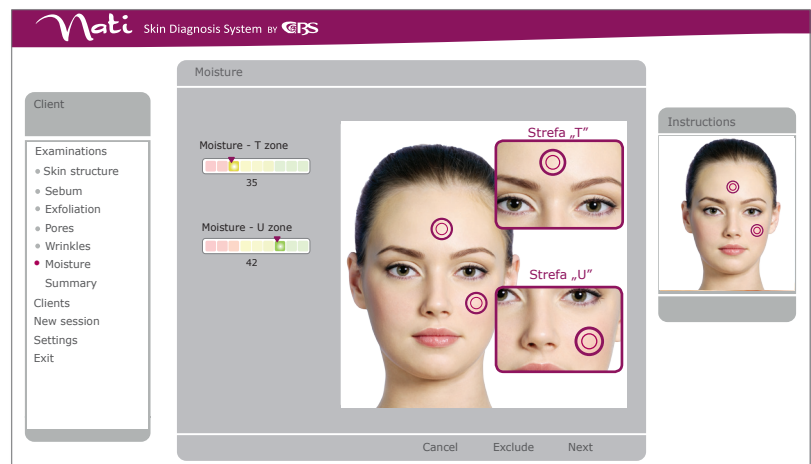 Nati Skin Diagnosis System BY CBS
Client
Examinations
Skin structure
Sebum
Exfoliation
Pores
Wrinkles
Moisture
Summary
Clients
New session
Settings
Exit
Moisture
Moisture - T zone
35
Moisture - U zone
42
Strefa „T”
Strefa „U”
Cancel Exclude Next
Instructions